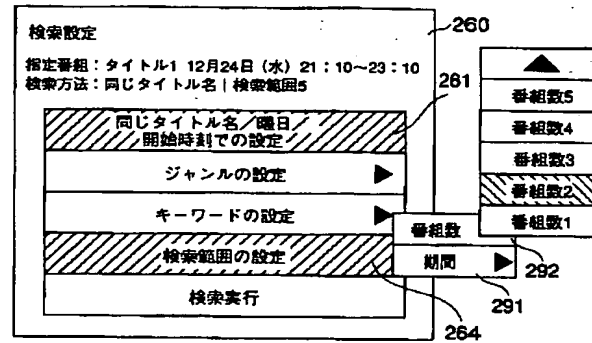 検索設定
260
指定番組：タイトル1 12月24日（水）21：10～23：10
検索方法：同じタイトル名｜検索範囲5
261
同じタイトル名／曜日
開始時刻での設定
ジャンルの設定
キーワードの設定
検索範囲の設定
検索実行
264
番組数
期間
291
番組数5
番組数4
番組数3
番組数2
番組数1
292